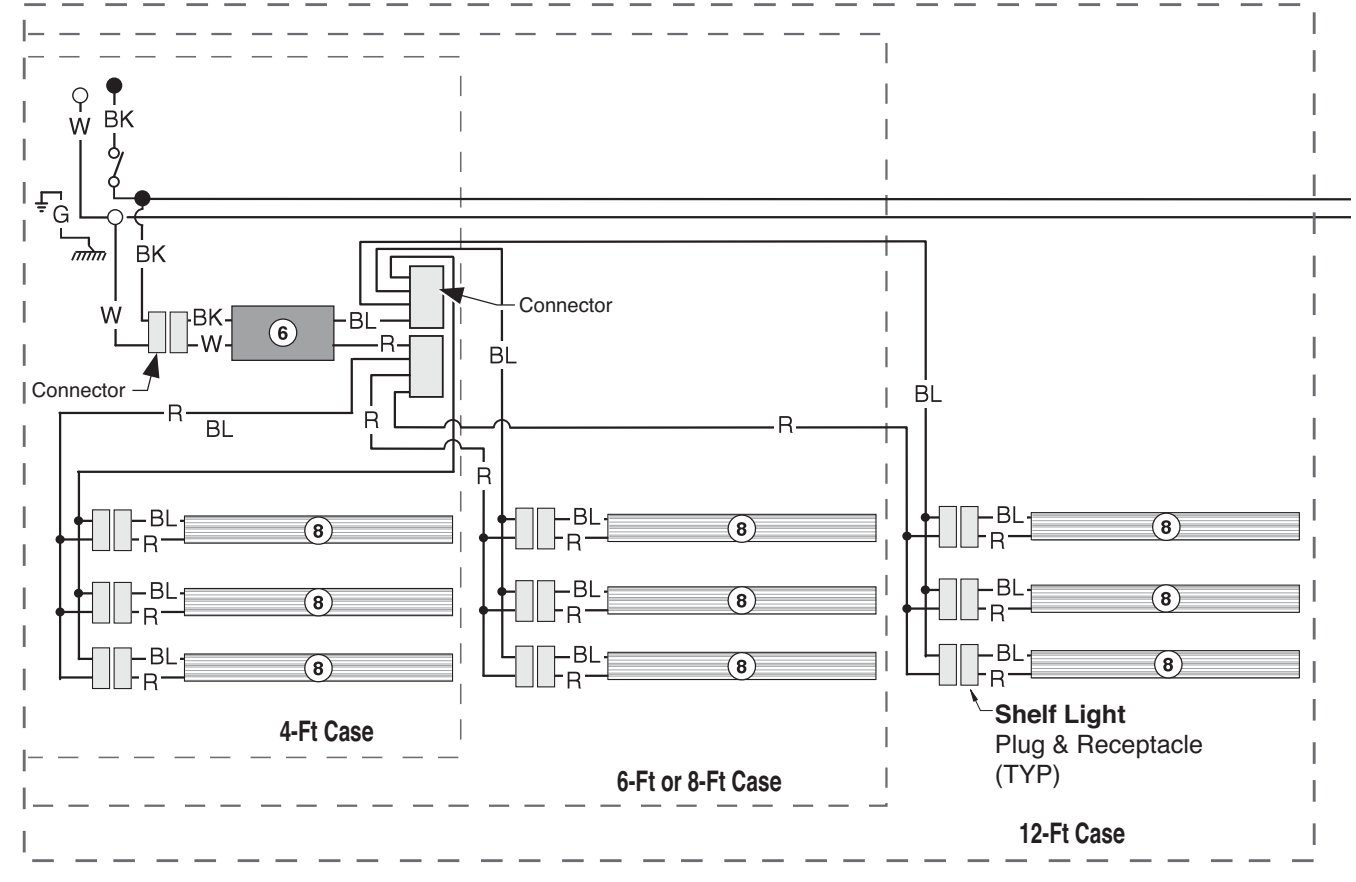 W
BK
G
BK
W
BK
W
6
BL
R
Connector
Connector
BL
BL
R
BL
R
R
R
BL
R
8
BL
R
8
BL
R
8
BL
R
8
BL
R
8
BL
R
8
BL
R
8
BL
R
8
BL
R
8
Shelf Light
Plug & Receptacle
(TYP)
4-Ft Case
6-Ft or 8-Ft Case
12-Ft Case